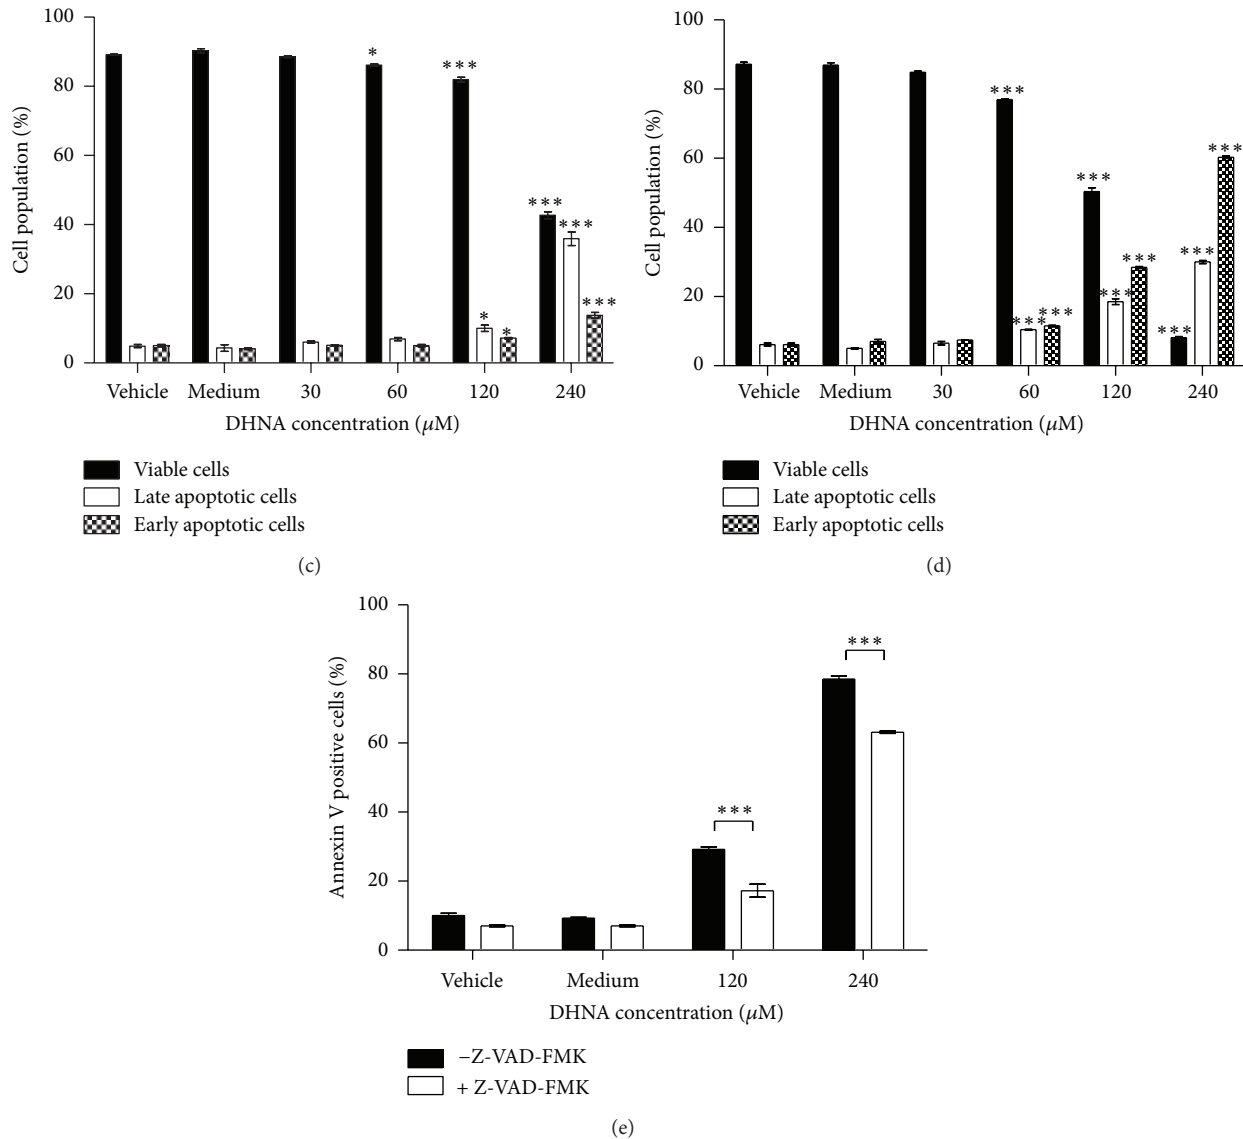 100
80
60
40
20
0
Cell population (%)
*
***
***
*
*
***
***
Vehicle Medium 30 60 120 240
DHNA concentration (μM)
Viable cells
Late apoptotic cells
Early apoptotic cells
(c)
100
80
60
40
20
0
Cell population (%)
***
***
***
***
***
***
***
***
***
Vehicle Medium 30 60 120 240
DHNA concentration (μM)
Viable cells
Late apoptotic cells
Early apoptotic cells
(d)
100
80
60
40
20
0
Annexin V positive cells (%)
***
***
Vehicle Medium 120 240
DHNA concentration (μM)
−Z-VAD-FMK
+ Z-VAD-FMK
(e)